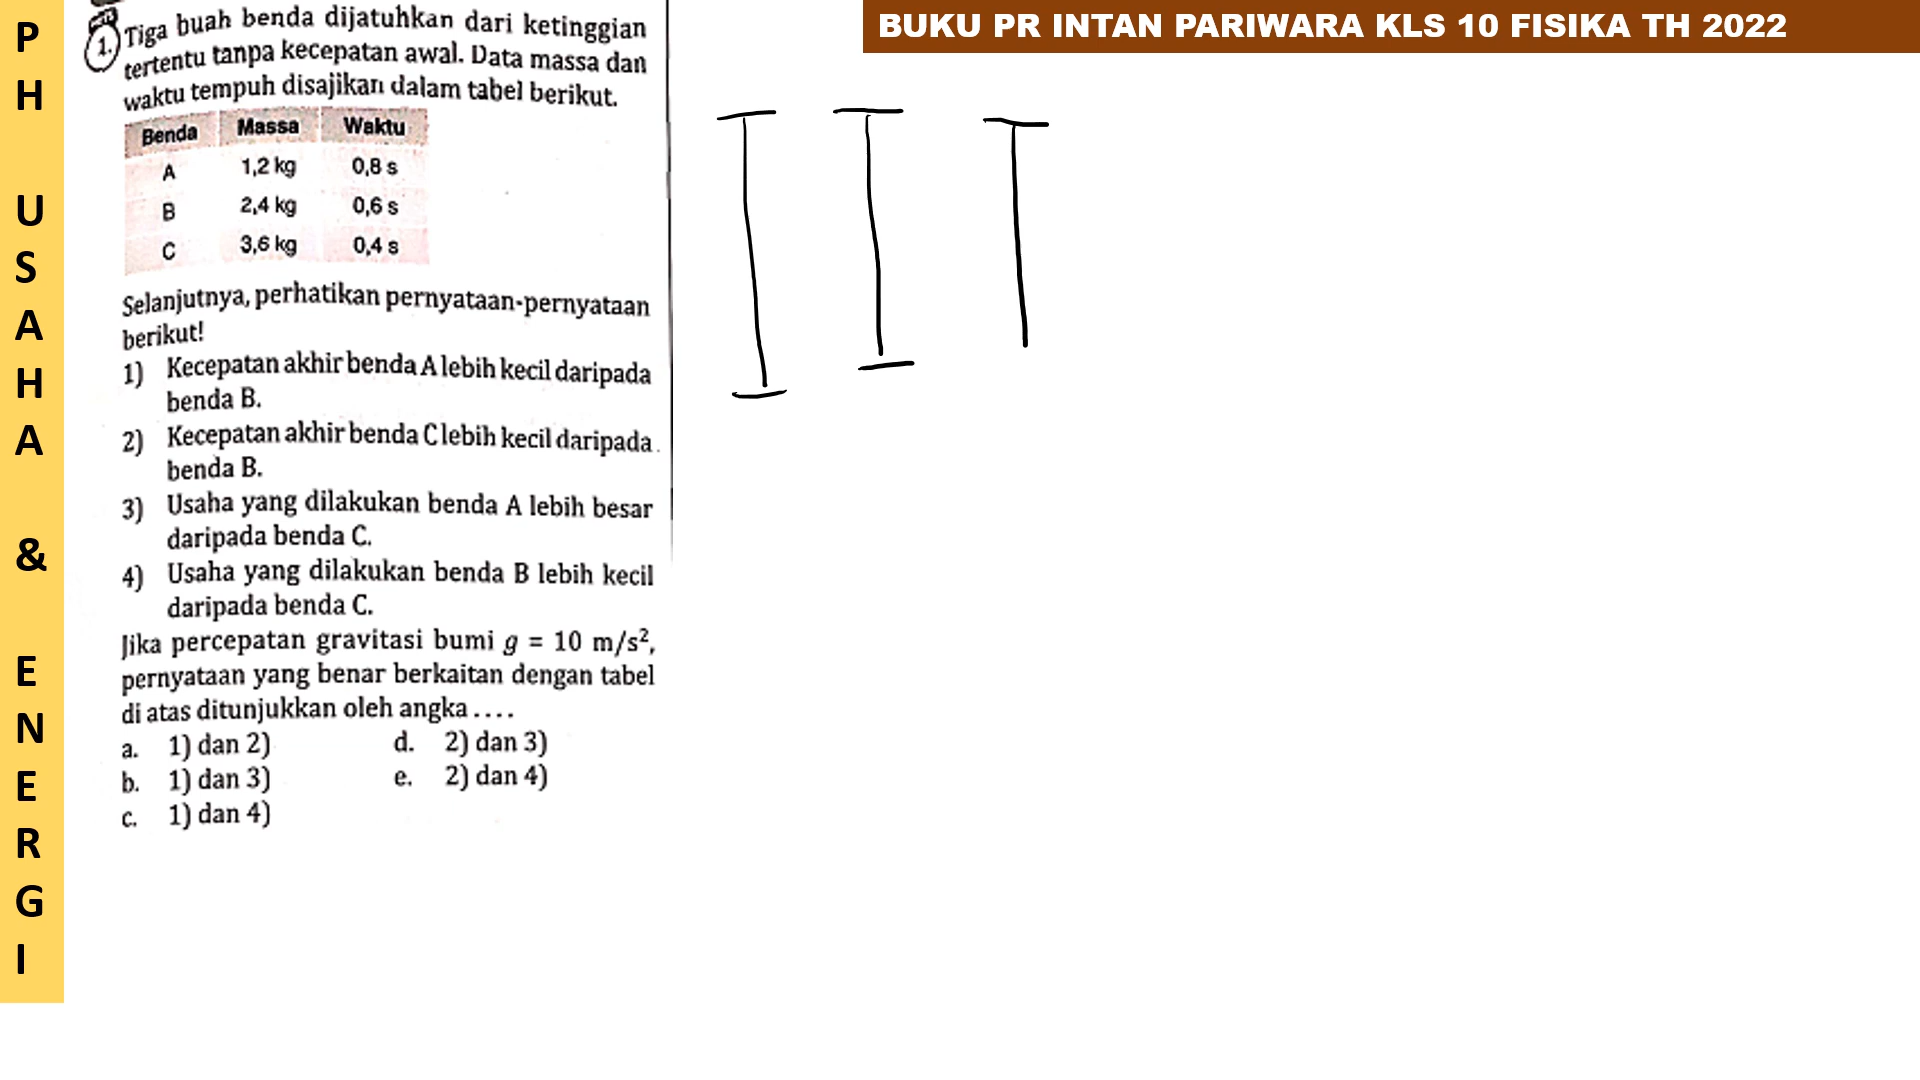 P
H
U
S
A
H
A
&
E
N
E
R
G
I
BUKU PR INTAN PARIWARA KLS 10 FISIKA TH 2022
1. Tiga buah benda dijatuhkan dari ketinggian
tertentu tanpa kecepatan awal. Data massa dan
waktu tempuh disajikan dalam tabel berikut.
Benda Massa Waktu
A 1,2 kg 0,8 s
B 2,4 kg 0,6 s
C 3,6 kg 0,4 s
Selanjutnya, perhatikan pernyataan-pernyataan
berikut!
1) Kecepatan akhir benda A lebih kecil daripada
benda B.
2) Kecepatan akhir benda C lebih kecil daripada
benda B.
3) Usaha yang dilakukan benda A lebih besar
daripada benda C.
4) Usaha yang dilakukan benda B lebih kecil
daripada benda C.
Jika percepatan gravitasi bumi g = 10 m/s²,
pernyataan yang benar berkaitan dengan tabel
di atas ditunjukkan oleh angka . . . .
a. 1) dan 2) d. 2) dan 3)
b. 1) dan 3) e. 2) dan 4)
c. 1) dan 4)